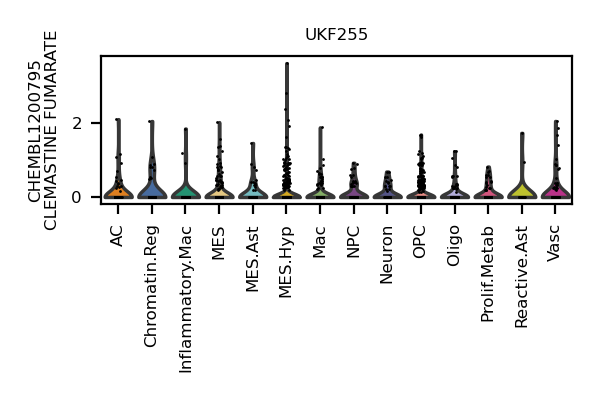 UKF255
CHEMBL1200795
CLEMASTINE FUMARATE
2
0
AC
Chromatin.Reg
Inflammatory.Mac
MES
MES.Ast
MES.Hyp
Mac
NPC
Neuron
OPC
Oligo
Prolif.Metab
Reactive.Ast
Vasc